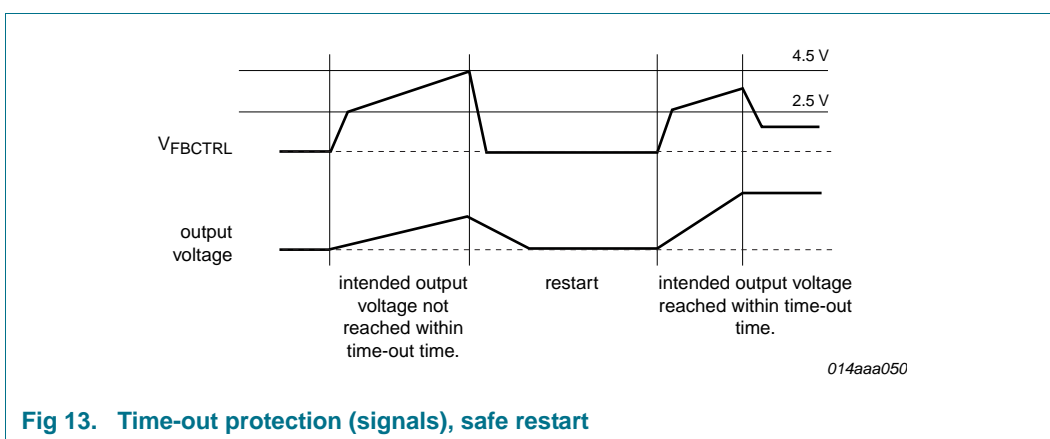 4.5 V
2.5 V
VFBCTRL
output
voltage
intended output
voltage not
reached within
time-out time.
restart
intended output voltage
reached within time-out
time.
014aaa050
Fig 13. Time-out protection (signals), safe restart